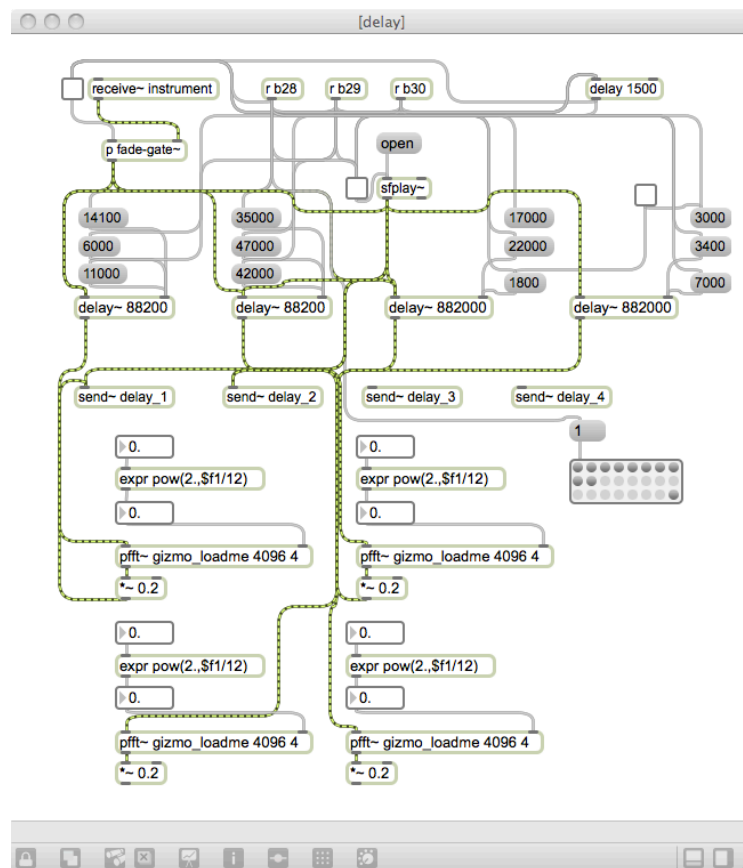 [delay]
receive~ instrument
r b28
r b29
r b30
delay 1500
p fade-gate~
open
sfplay~
14100
35000
17000
3000
6000
47000
22000
3400
11000
42000
1800
7000
delay~ 88200
delay~ 88200
delay~ 882000
delay~ 882000
send~ delay_1
send~ delay_2
send~ delay_3
send~ delay_4
1
0.
0.
expr pow(2.,$f1/12)
expr pow(2.,$f1/12)
0.
0.
pfft~ gizmo_loadme 4096 4
pfft~ gizmo_loadme 4096 4
*~ 0.2
*~ 0.2
0.
0.
expr pow(2.,$f1/12)
expr pow(2.,$f1/12)
0.
0.
pfft~ gizmo_loadme 4096 4
pfft~ gizmo_loadme 4096 4
*~ 0.2
*~ 0.2